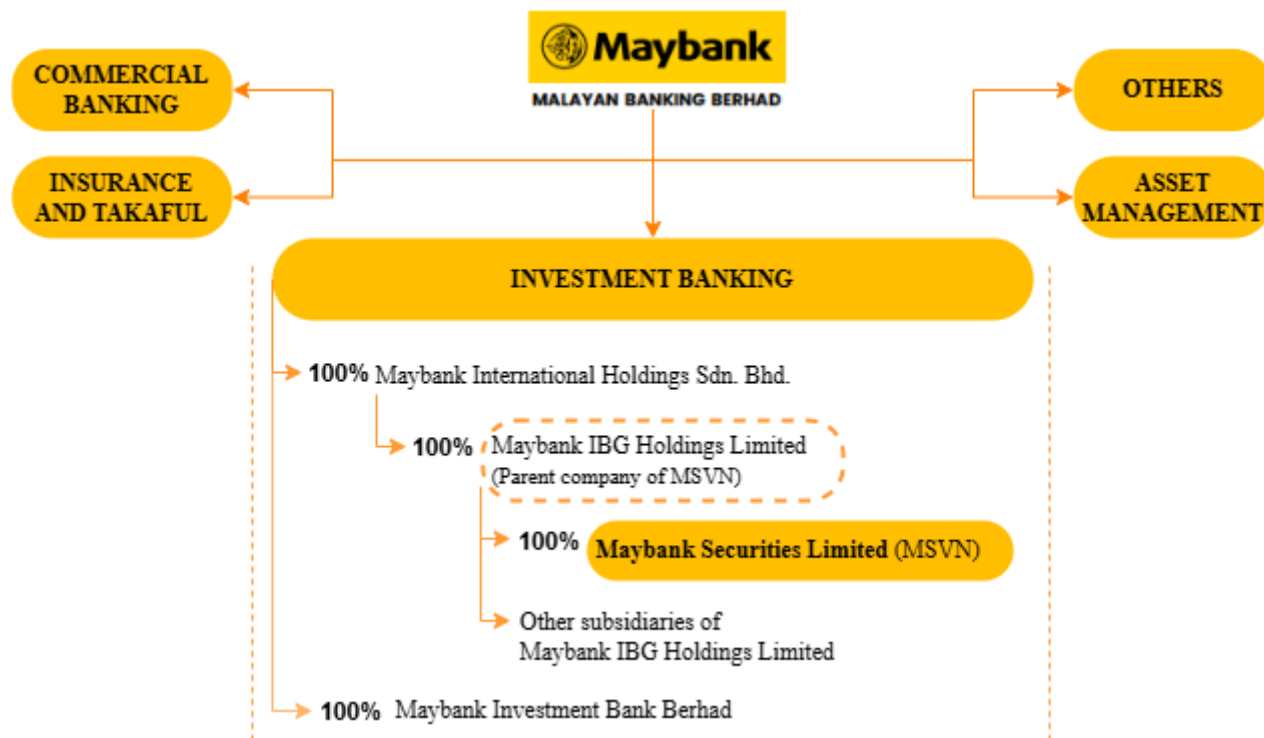 Maybank
MALAYAN BANKING BERHAD
COMMERCIAL
BANKING
OTHERS
INSURANCE
AND TAKAFUL
ASSET
MANAGEMENT
INVESTMENT BANKING
100% Maybank International Holdings Sdn. Bhd.
100% Maybank IBG Holdings Limited
(Parent company of MSVN)
100% Maybank Securities Limited (MSVN)
Other subsidiaries of
Maybank IBG Holdings Limited
100% Maybank Investment Bank Berhad